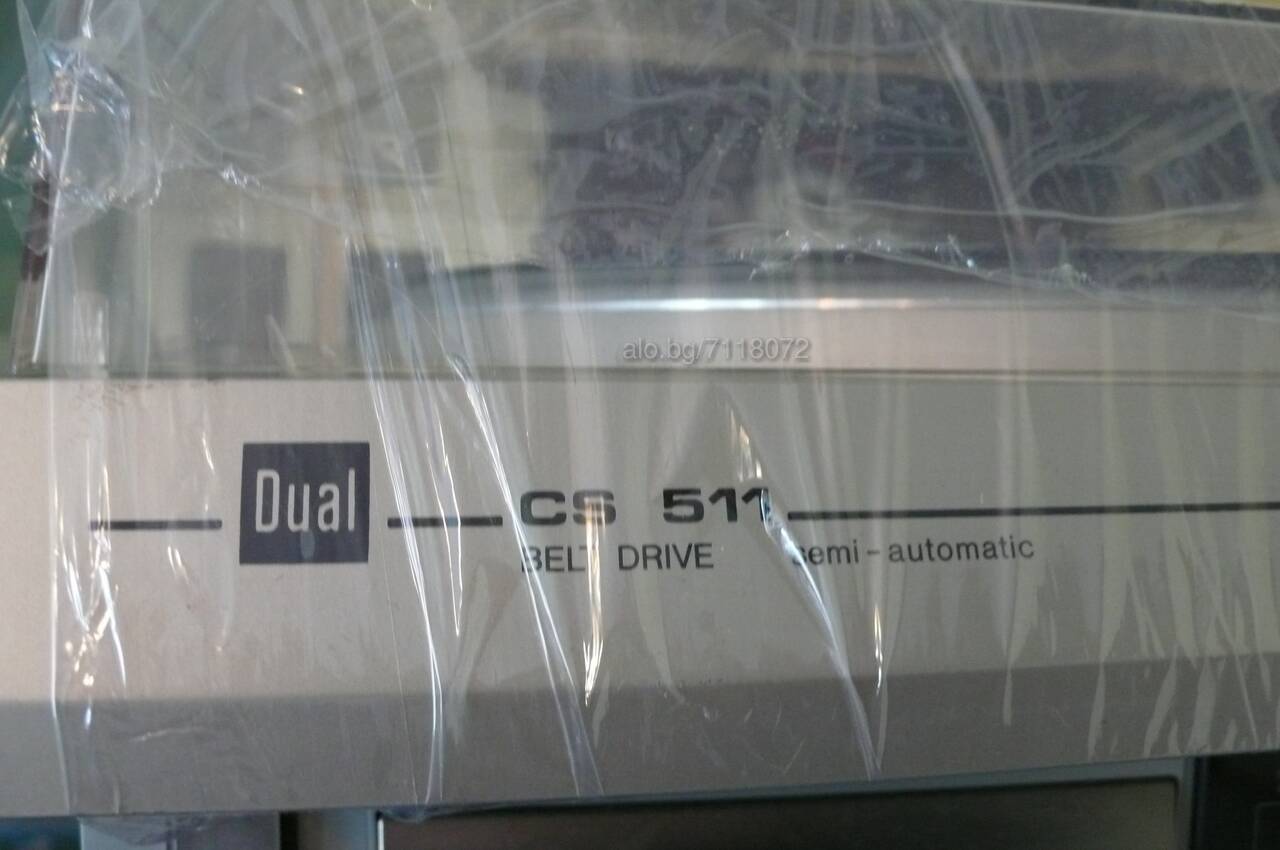 alo.bg/7118072
Dual
CS 511
BELT DRIVE semi-automatic